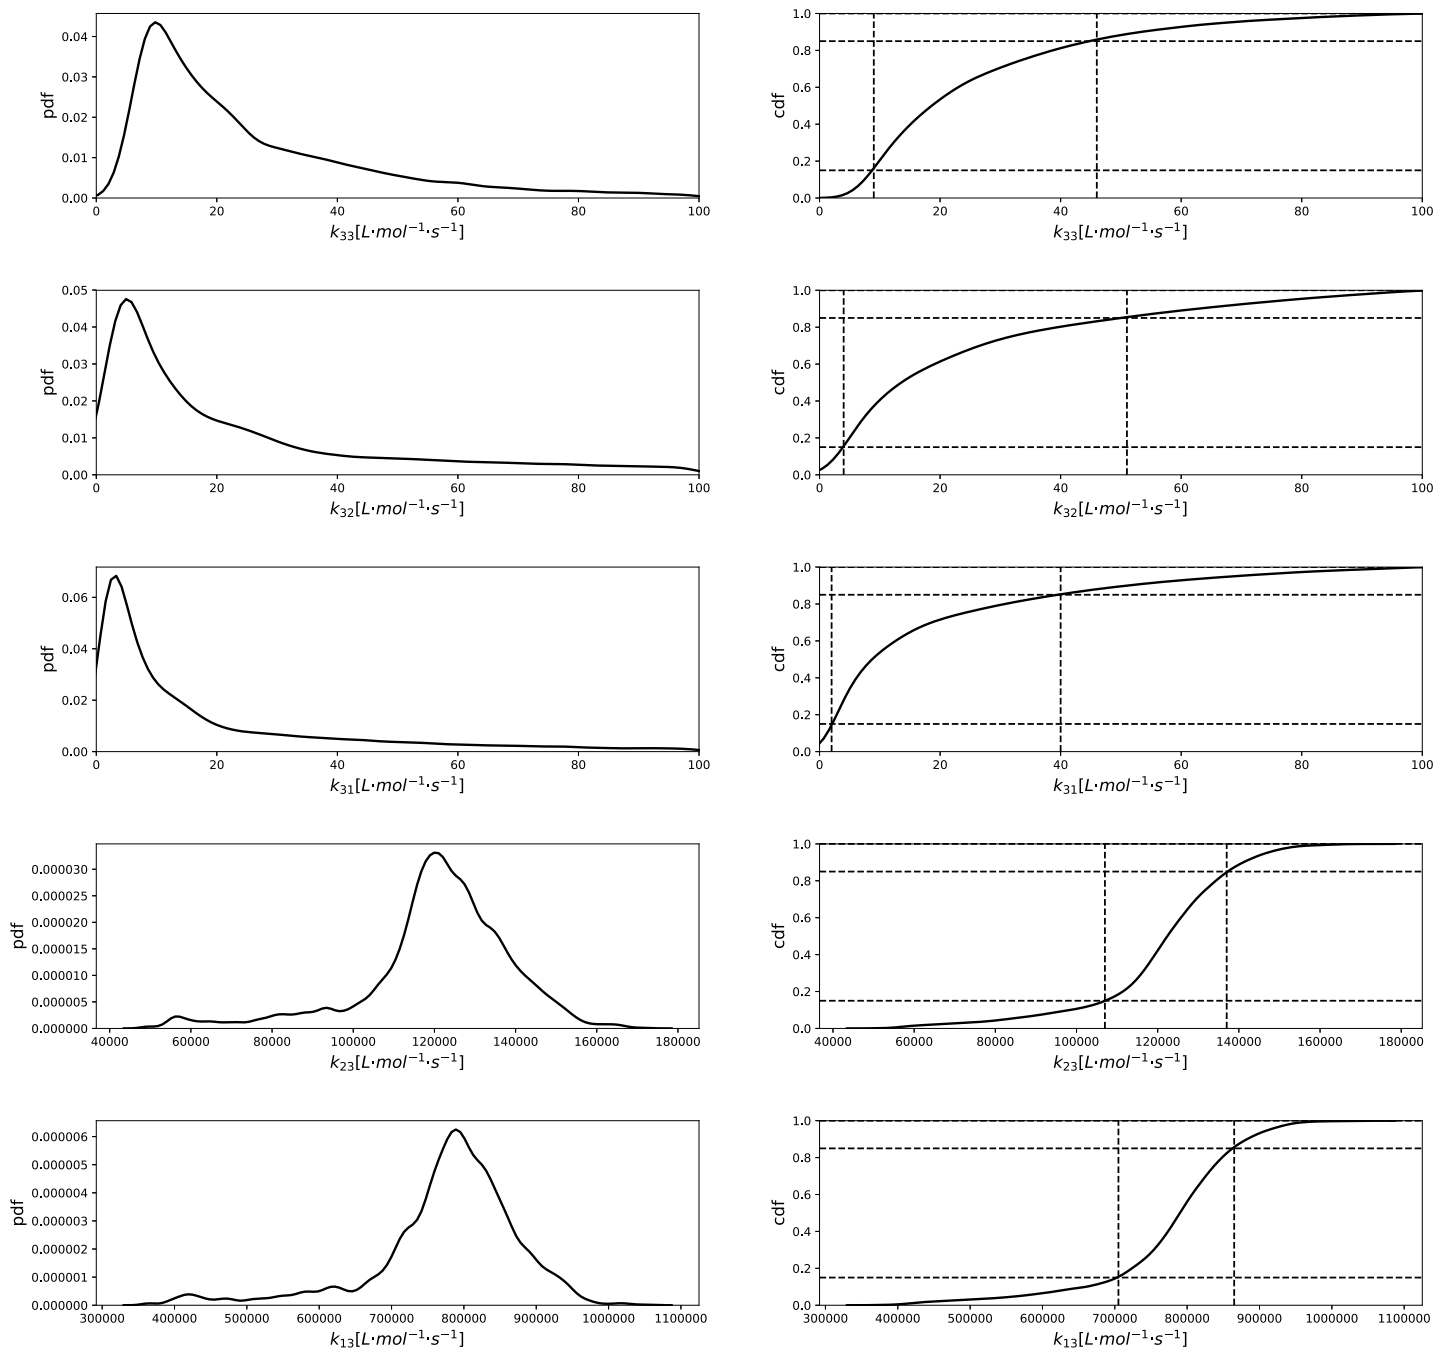 0.04
0.03
0.02
0.01
0.00
pdf
0 20 40 60 80 100
k₃₃[L·mol⁻¹·s⁻¹]
1.0
0.8
0.6
0.4
0.2
0.0
cdf
0 20 40 60 80 100
k₃₃[L·mol⁻¹·s⁻¹]
0.05
0.04
0.03
0.02
0.01
0.00
pdf
0 20 40 60 80 100
k₃₂[L·mol⁻¹·s⁻¹]
1.0
0.8
0.6
0.4
0.2
0.0
cdf
0 20 40 60 80 100
k₃₂[L·mol⁻¹·s⁻¹]
0.06
0.04
0.02
0.00
pdf
0 20 40 60 80 100
k₃₁[L·mol⁻¹·s⁻¹]
1.0
0.8
0.6
0.4
0.2
0.0
cdf
0 20 40 60 80 100
k₃₁[L·mol⁻¹·s⁻¹]
0.000030
0.000025
0.000020
0.000015
0.000010
0.000005
0.000000
pdf
40000 60000 80000 100000 120000 140000 160000 180000
k₂₃[L·mol⁻¹·s⁻¹]
1.0
0.8
0.6
0.4
0.2
0.0
cdf
40000 60000 80000 100000 120000 140000 160000 180000
k₂₃[L·mol⁻¹·s⁻¹]
0.000006
0.000005
0.000004
0.000003
0.000002
0.000001
0.000000
pdf
300000 400000 500000 600000 700000 800000 900000 1000000 1100000
k₁₃[L·mol⁻¹·s⁻¹]
1.0
0.8
0.6
0.4
0.2
0.0
cdf
300000 400000 500000 600000 700000 800000 900000 1000000 1100000
k₁₃[L·mol⁻¹·s⁻¹]